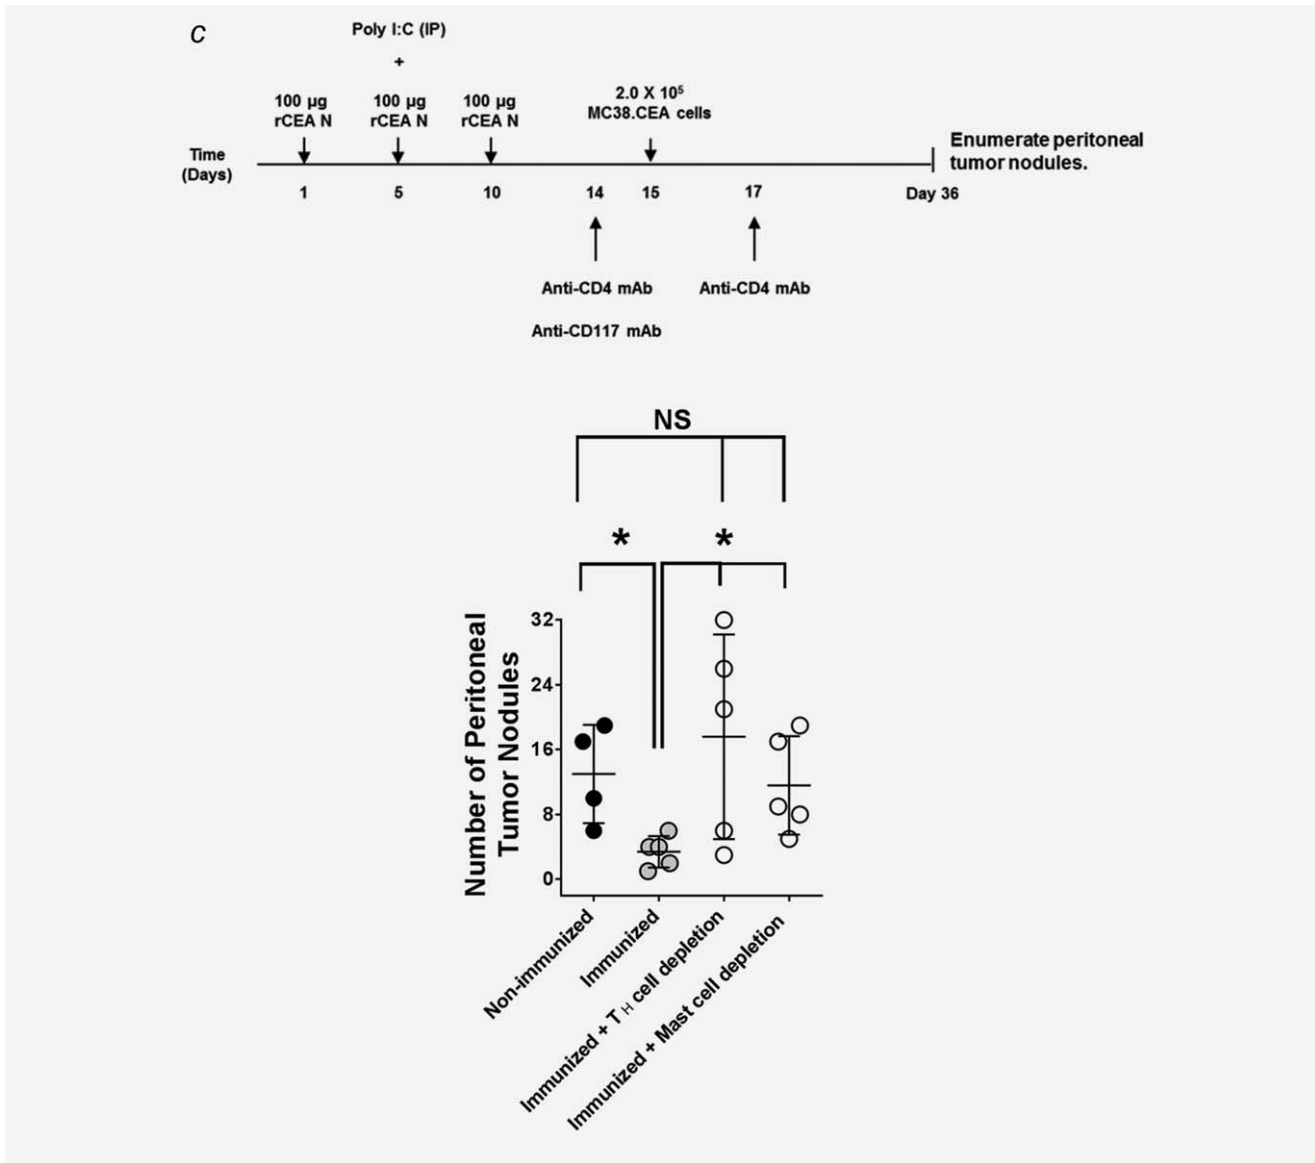 C
Poly I:C (IP)
+
100 µg
rCEA N
100 µg
rCEA N
100 µg
rCEA N
2.0 X 10⁵
MC38.CEA cells
Time
(Days)
1
5
10
14
15
17
Day 36
Enumerate peritoneal
tumor nodules.
Anti-CD4 mAb
Anti-CD117 mAb
Anti-CD4 mAb
NS
*
*
Number of Peritoneal
Tumor Nodules
32
24
16
8
0
Non-immunized
Immunized
Immunized + T H cell depletion
Immunized + Mast cell depletion